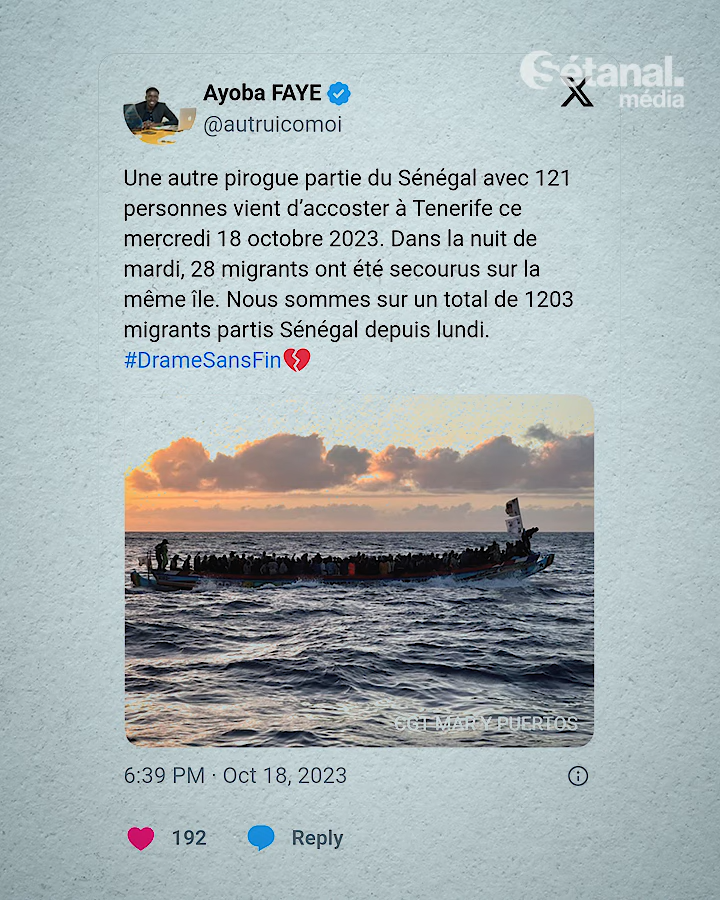 Sétanal.
média
Ayoba FAYE
@autruicomoi
Une autre pirogue partie du Sénégal avec 121
personnes vient d’accoster à Tenerife ce
mercredi 18 octobre 2023. Dans la nuit de
mardi, 28 migrants ont été secourus sur la
même île. Nous sommes sur un total de 1203
migrants partis Sénégal depuis lundi.
#DrameSansFin💔
CGT MAR Y PUERTOS
6:39 PM · Oct 18, 2023
192 Reply